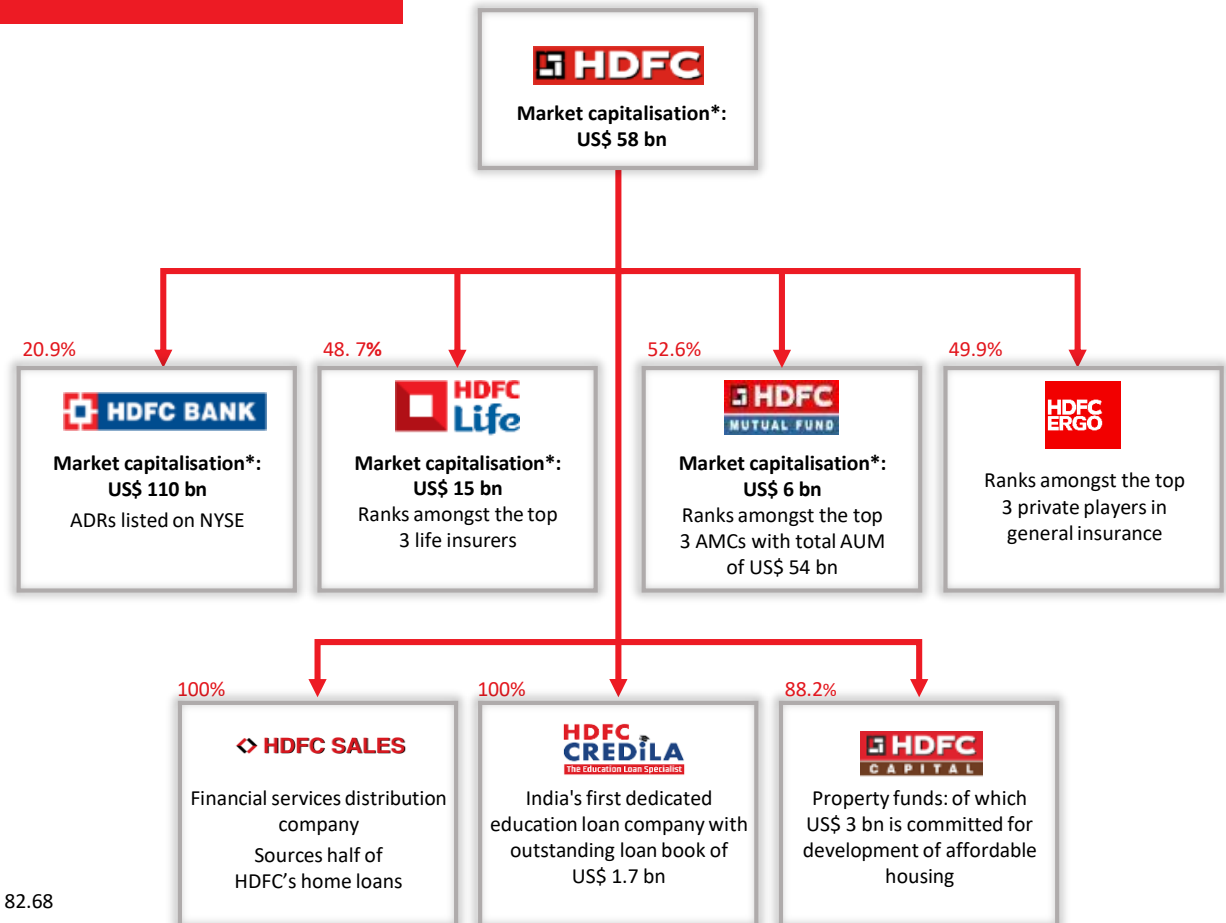 HDFC
Market capitalisation*:
US$ 58 bn
20.9%
HDFC BANK
Market capitalisation*:
US$ 110 bn
ADRs listed on NYSE
48. 7%
HDFC
Life
Market capitalisation*:
US$ 15 bn
Ranks amongst the top
3 life insurers
52.6%
HDFC
MUTUAL FUND
Market capitalisation*:
US$ 6 bn
Ranks amongst the top
3 AMCs with total AUM
of US$ 54 bn
49.9%
HDFC
ERGO
Ranks amongst the top
3 private players in
general insurance
100%
HDFC SALES
Financial services distribution
company
Sources half of
HDFC’s home loans
100%
HDFC
CREDILA
The Education Loan Specialist
India's first dedicated
education loan company with
outstanding loan book of
US$ 1.7 bn
88.2%
HDFC
CAPITAL
Property funds: of which
US$ 3 bn is committed for
development of affordable
housing
82.68